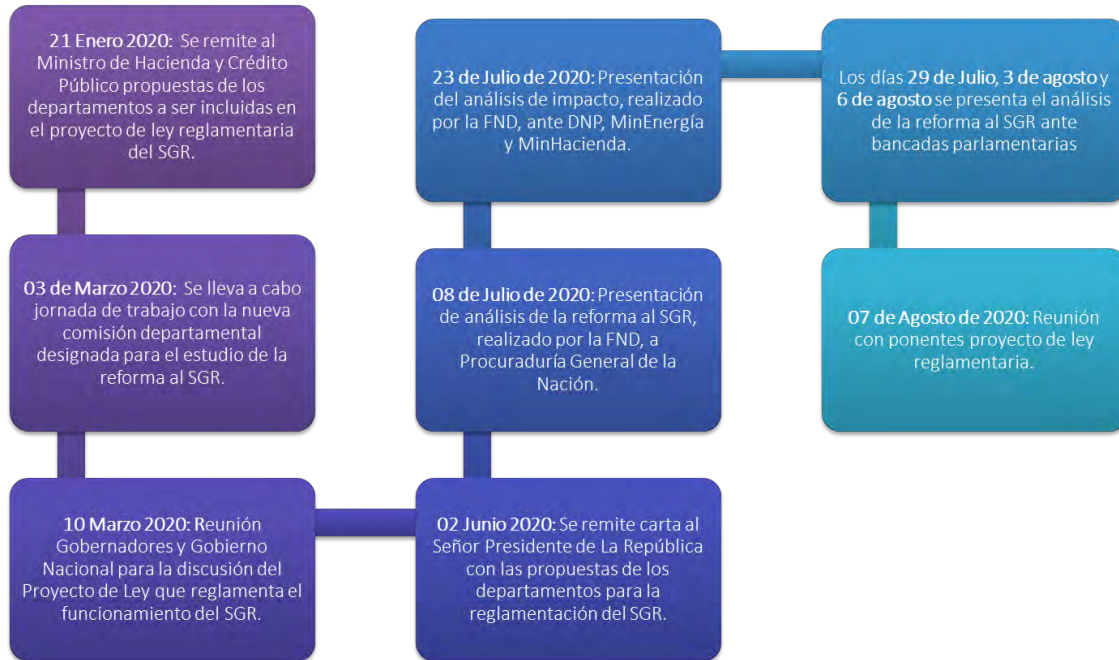 21 Enero 2020: Se remite al
Ministro de Hacienda y Crédito
Público propuestas de los
departamentos a ser incluidas en
el proyecto de ley reglamentaria
del SGR.
03 de Marzo 2020: Se lleva a cabo
jornada de trabajo con la nueva
comisión departamental
designada para el estudio de la
reforma al SGR.
10 Marzo 2020: Reunión
Gobernadores y Gobierno
Nacional para la discusión del
Proyecto de Ley que reglamenta el
funcionamiento del SGR.
02 Junio 2020: Se remite carta al
Señor Presidente de La República
con las propuestas de los
departamentos para la
reglamentación del SGR.
08 de Julio de 2020: Presentación
de análisis de la reforma al SGR,
realizado por la FND, a
Procuraduría General de la
Nación.
23 de Julio de 2020: Presentación
del análisis de impacto, realizado
por la FND, ante DNP, MinEnergía
y MinHacienda.
Los días 29 de Julio, 3 de agosto y
6 de agosto se presenta el análisis
de la reforma al SGR ante
bancadas parlamentarias
07 de Agosto de 2020: Reunión
con ponentes proyecto de ley
reglamentaria.